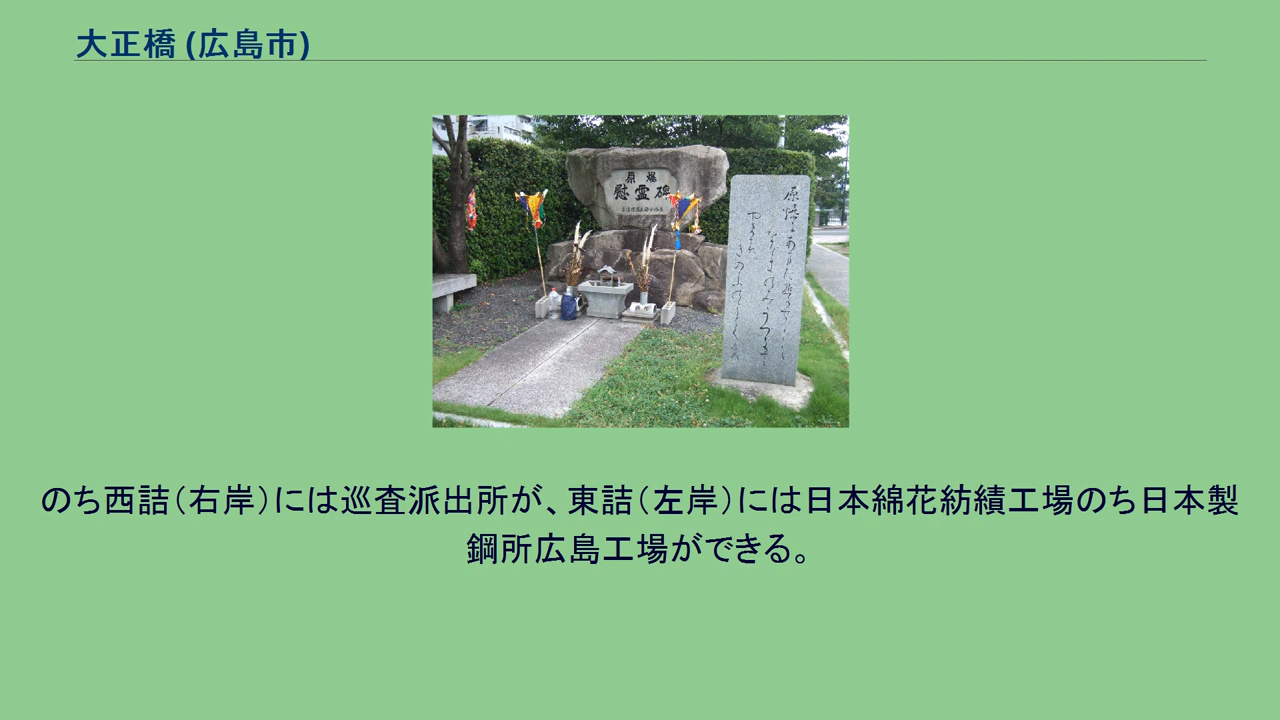 大正橋 (広島市)
原爆
慰霊碑
のち西詰（右岸）には巡査派出所が、東詰（左岸）には日本綿花紡績工場のち日本製
鋼所広島工場ができる。